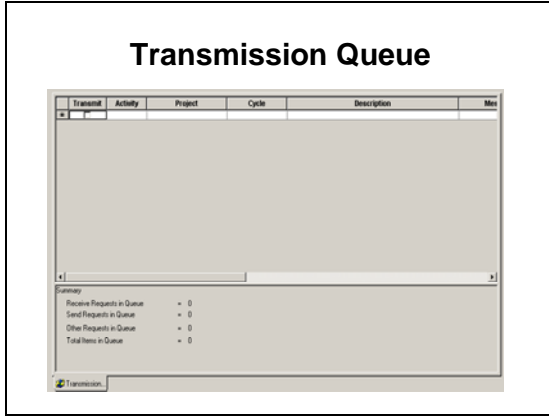 Transmission Queue
Transmit Activity Project Cycle Description Mes
Summary
Receive Requests in Queue = 0
Send Requests in Queue = 0
Other Requests in Queue = 0
Total Items in Queue = 0
Transmission..